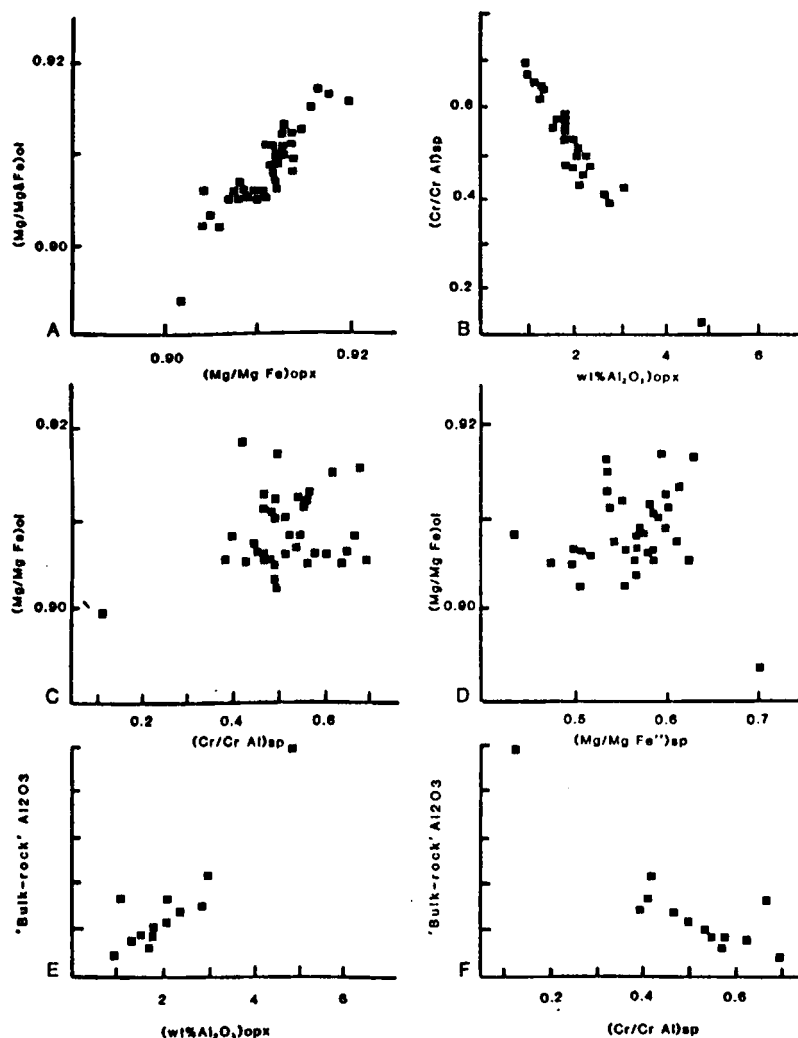 0.92
(Mg/Mg&Fe)ol
0.90
A
0.90
0.92
(Mg/Mg Fe)opx
(Cr/Cr Al)sp
0.6
0.4
0.2
B
2
4
6
wt%Al₂O₃)opx
0.92
(Mg/Mg Fe)ol
0.90
C
0.2
0.4
0.6
(Cr/Cr Al)sp
0.92
(Mg/Mg Fe)ol
0.90
D
0.5
0.6
0.7
(Mg/Mg Fe'')sp
'Bulk-rock' Al2O3
E
2
4
6
(wt%Al₂O₃)opx
'Bulk-rock' Al2O3
F
0.2
0.4
0.6
(Cr/Cr Al)sp